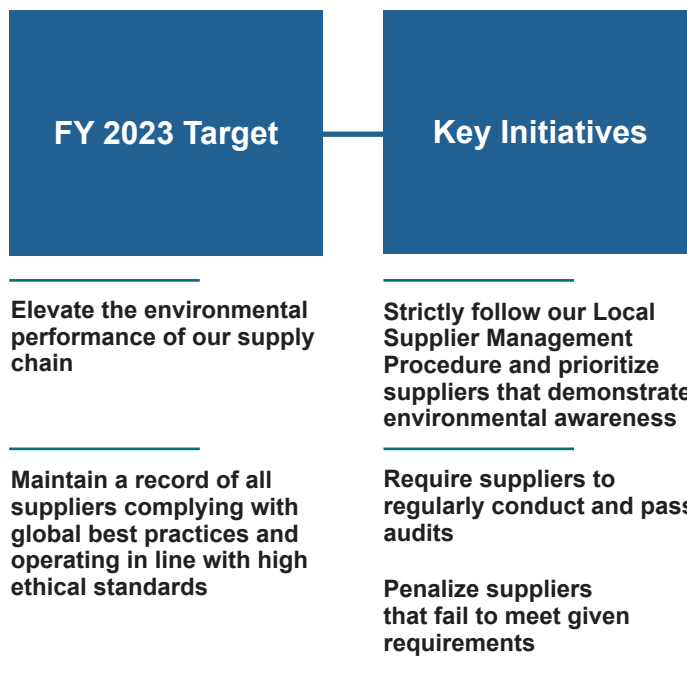 FY 2023 Target
Key Initiatives
Elevate the environmental
performance of our supply
chain
Strictly follow our Local
Supplier Management
Procedure and prioritize
suppliers that demonstrate
environmental awareness
Maintain a record of all
suppliers complying with
global best practices and
operating in line with high
ethical standards
Require suppliers to
regularly conduct and pass
audits
Penalize suppliers
that fail to meet given
requirements